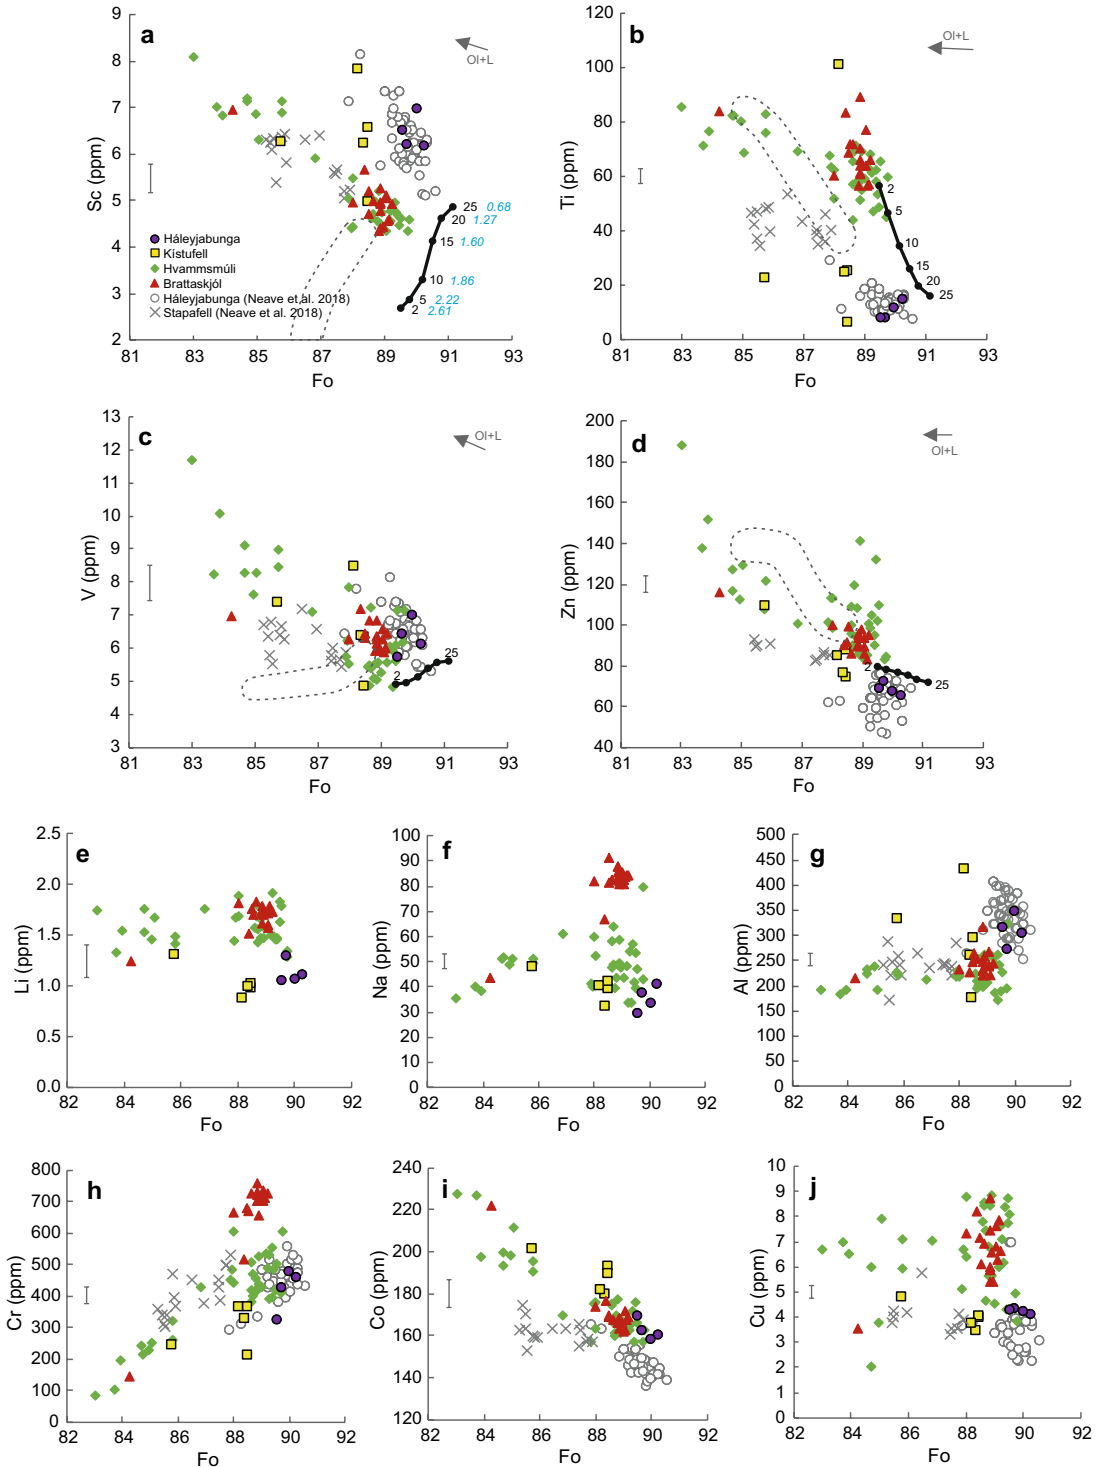 a
Ol+L
9
8
7
6
5
4
3
2
Sc (ppm)
25 0.68
20 1.27
15 1.60
10 1.86
5 2.22
2 2.61
Háleyjabunga
Kistufell
Hvammsmúli
Brattaskjól
Háleyjabunga (Neave et al. 2018)
Stapafell (Neave et al. 2018)
81 83 85 87 89 91 93
Fo
b
Ol+L
120
100
80
60
40
20
0
Ti (ppm)
2
5
10
15
20
25
81 83 85 87 89 91 93
Fo
c
Ol+L
13
12
11
10
9
8
7
6
5
4
3
V (ppm)
2
25
81 83 85 87 89 91 93
Fo
d
Ol+L
200
180
160
140
120
100
80
60
40
Zn (ppm)
2
25
81 83 85 87 89 91 93
Fo
e
2.5
2.0
1.5
1.0
0.5
0.0
Li (ppm)
82 84 86 88 90 92
Fo
f
100
90
80
70
60
50
40
30
20
10
0
Na (ppm)
82 84 86 88 90 92
Fo
g
500
450
400
350
300
250
200
150
100
50
0
Al (ppm)
82 84 86 88 90 92
Fo
h
800
700
600
500
400
300
200
100
0
Cr (ppm)
82 84 86 88 90 92
Fo
i
240
220
200
180
160
140
120
Co (ppm)
82 84 86 88 90 92
Fo
j
10
9
8
7
6
5
4
3
2
1
0
Cu (ppm)
82 84 86 88 90 92
Fo